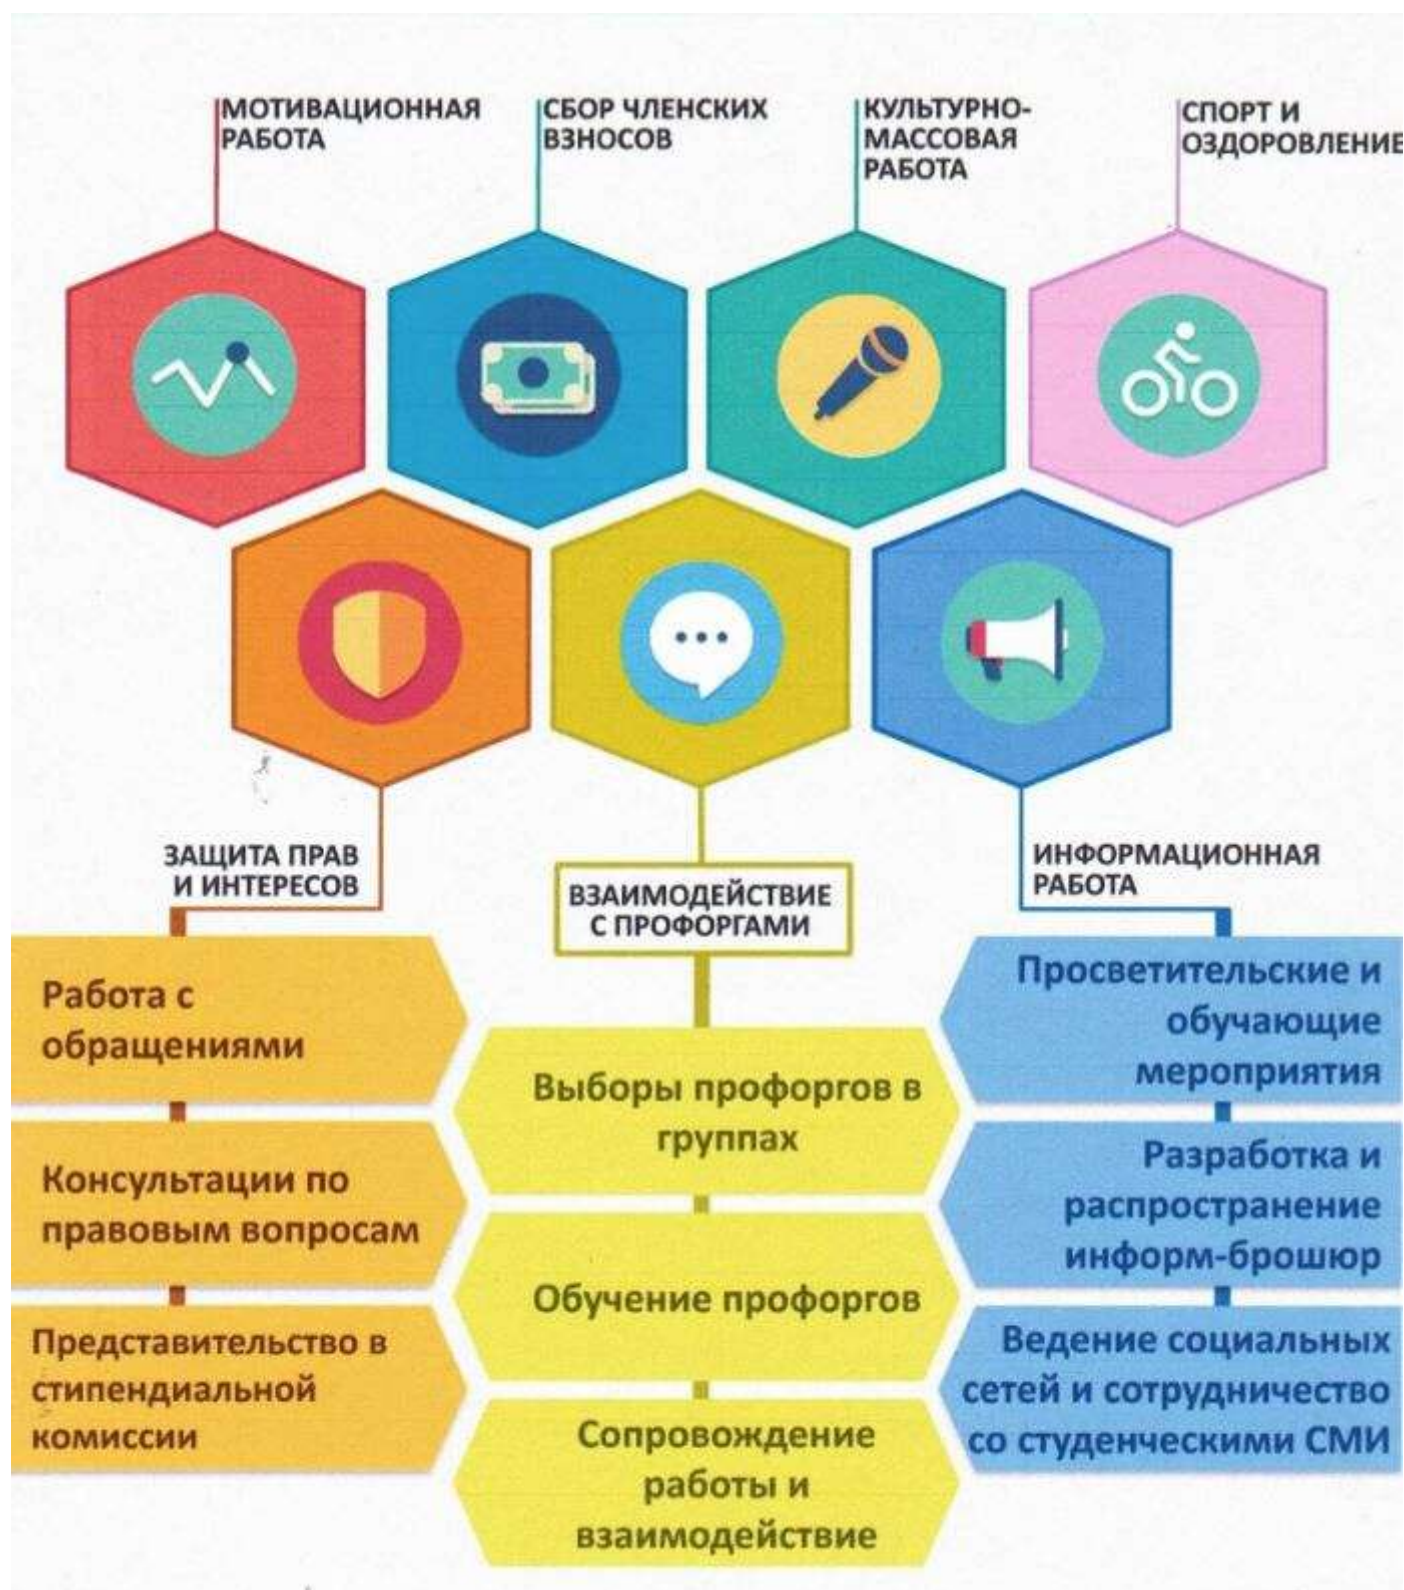 МОТИВАЦИОННАЯ
РАБОТА
СБОР ЧЛЕНСКИХ
ВЗНОСОВ
КУЛЬТУРНО-
МАССОВАЯ
РАБОТА
СПОРТ И
ОЗДОРОВЛЕНИЕ
ЗАЩИТА ПРАВ
И ИНТЕРЕСОВ
Работа с
обращениями
Консультации по
правовым вопросам
Представительство в
стипендиальной
комиссии
ВЗАИМОДЕЙСТВИЕ
С ПРОФОРГАМИ
Выборы профоргов в
группах
Обучение профоргов
Сопровождение
работы и
взаимодействие
ИНФОРМАЦИОННАЯ
РАБОТА
Просветительские и
обучающие
мероприятия
Разработка и
распространение
информ-брошюр
Ведение социальных
сетей и сотрудничество
со студенческими СМИ